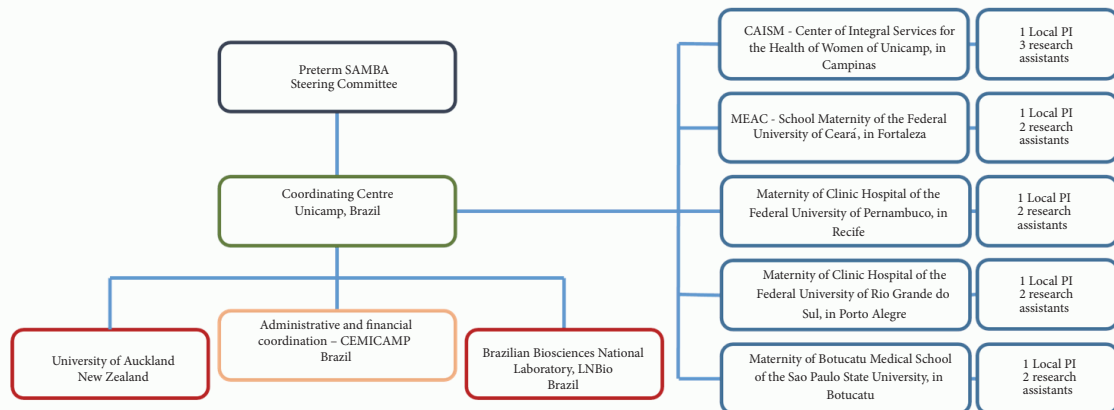 Preterm SAMBA
Steering Committee
Coordinating Centre
Unicamp, Brazil
University of Auckland
New Zealand
Administrative and financial
coordination – CEMICAMP
Brazil
Brazilian Biosciences National
Laboratory, LNBio
Brazil
CAISM - Center of Integral Services for
the Health of Women of Unicamp, in
Campinas
1 Local PI
3 research
assistants
MEAC - School Maternity of the Federal
University of Ceará, in Fortaleza
1 Local PI
2 research
assistants
Maternity of Clinic Hospital of the
Federal University of Pernambuco, in
Recife
1 Local PI
2 research
assistants
Maternity of Clinic Hospital of the
Federal University of Rio Grande do
Sul, in Porto Alegre
1 Local PI
2 research
assistants
Maternity of Botucatu Medical School
of the Sao Paulo State University, in
Botucatu
1 Local PI
2 research
assistants